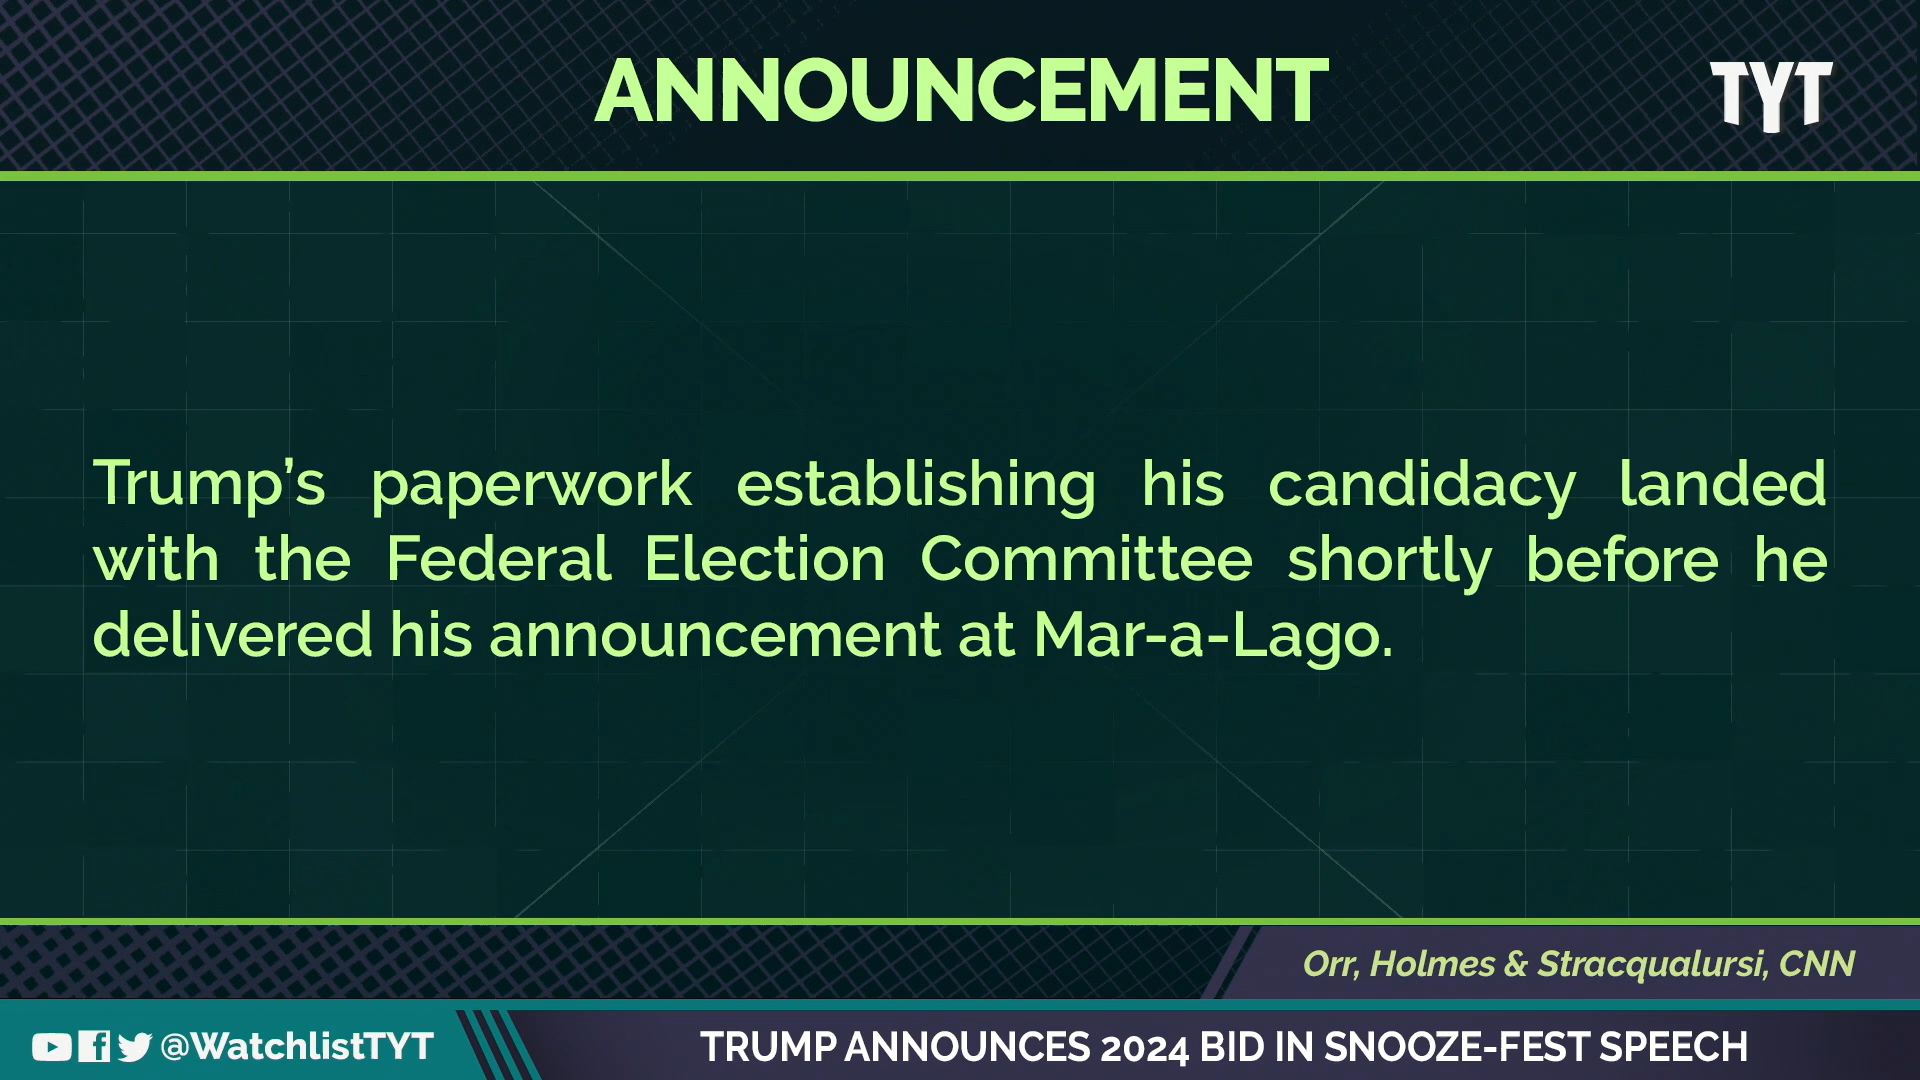 ANNOUNCEMENT
TYT
Trump’s paperwork establishing his candidacy landed
with the Federal Election Committee shortly before he
delivered his announcement at Mar-a-Lago.
Orr, Holmes & Stracqualursi, CNN
@WatchlistTYT
TRUMP ANNOUNCES 2024 BID IN SNOOZE-FEST SPEECH